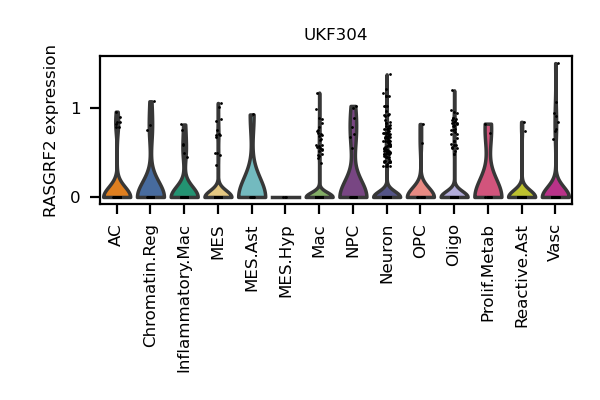 UKF304
RASGRF2 expression
1
0
AC
Chromatin.Reg
Inflammatory.Mac
MES
MES.Ast
MES.Hyp
Mac
NPC
Neuron
OPC
Oligo
Prolif.Metab
Reactive.Ast
Vasc